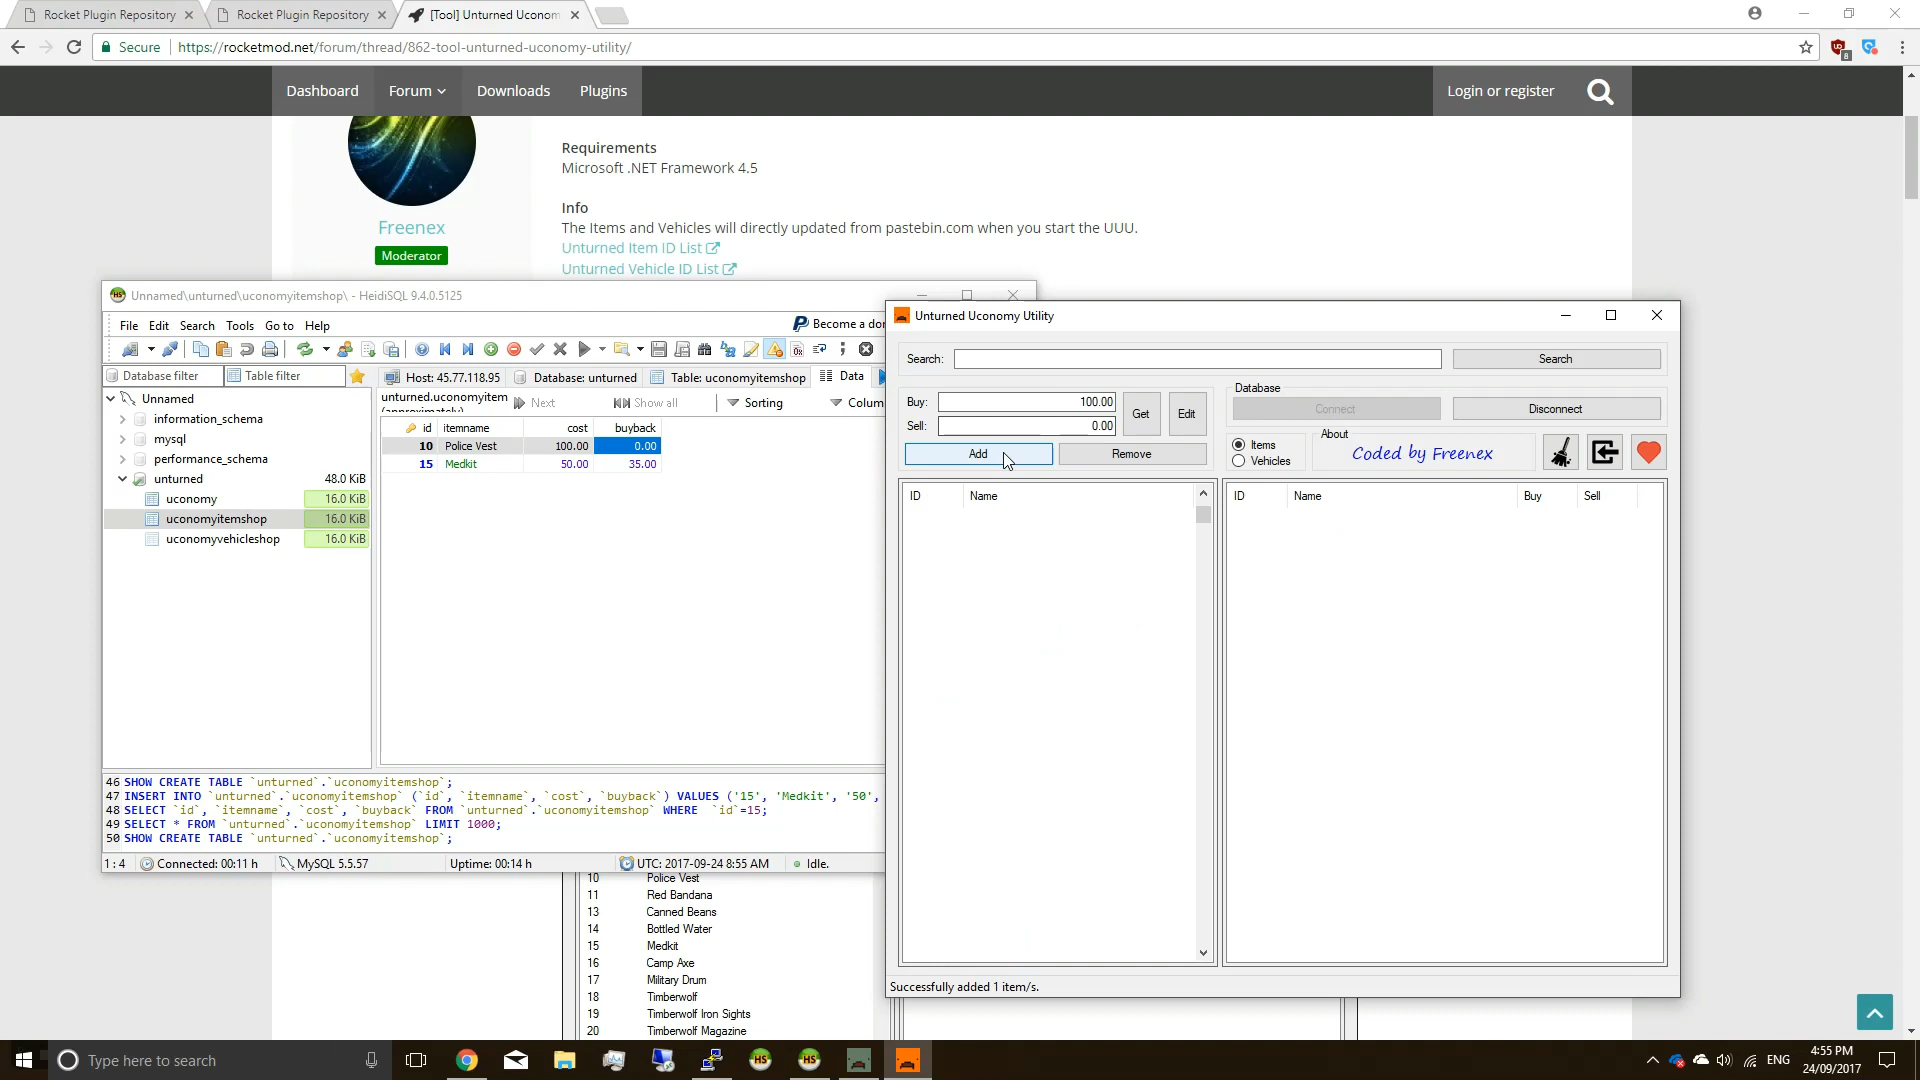 Rocket Plugin Repository
Rocket Plugin Repository
[Tool] Unturned Uconom
Secure
https://rocketmod.net/forum/thread/862-tool-unturned-uconomy-utility/
8
Dashboard
Forum
Downloads
Plugins
Login or register
Requirements
Microsoft .NET Framework 4.5
Info
The Items and Vehicles will directly updated from pastebin.com when you start the UUU.
Unturned Item ID List
Unturned Vehicle ID List
Freenex
Moderator
Unnamed\unturned\uconomyitemshop\ - HeidiSQL 9.4.0.5125
File Edit Search Tools Go to Help
Become a don
Database filter
Table filter
Host: 45.77.118.95
Database: unturned
Table: uconomyitemshop
Data
unturned.uconomyitem
(approximately)
Next
Show all
Sorting
Colum
Unnamed
information_schema
mysql
performance_schema
unturned 48.0 KiB
uconomy 16.0 KiB
uconomyitemshop 16.0 KiB
uconomyvehicleshop 16.0 KiB
id itemname cost buyback
10 Police Vest 100.00 0.00
15 Medkit 50.00 35.00
46 SHOW CREATE TABLE `unturned`.`uconomyitemshop`;
47 INSERT INTO `unturned`.`uconomyitemshop` (`id`, `itemname`, `cost`, `buyback`) VALUES ('15', 'Medkit', '50',
48 SELECT `id`, `itemname`, `cost`, `buyback` FROM `unturned`.`uconomyitemshop` WHERE `id`=15;
49 SELECT * FROM `unturned`.`uconomyitemshop` LIMIT 1000;
50 SHOW CREATE TABLE `unturned`.`uconomyitemshop`;
1 : 4
Connected: 00:11 h
MySQL 5.5.57
Uptime: 00:14 h
UTC: 2017-09-24 8:55 AM
Idle.
10 Police Vest
11 Red Bandana
13 Canned Beans
14 Bottled Water
15 Medkit
16 Camp Axe
17 Military Drum
18 Timberwolf
19 Timberwolf Iron Sights
20 Timberwolf Magazine
Unturned Uconomy Utility
Search:
Search
Buy: 100.00
Sell: 0.00
Get
Edit
Add
Remove
Database
Connect
Disconnect
Items
Vehicles
About
Coded by Freenex
ID Name
ID Name Buy Sell
Successfully added 1 item/s.
Type here to search
HS
HS
ENG
4:55 PM
24/09/2017